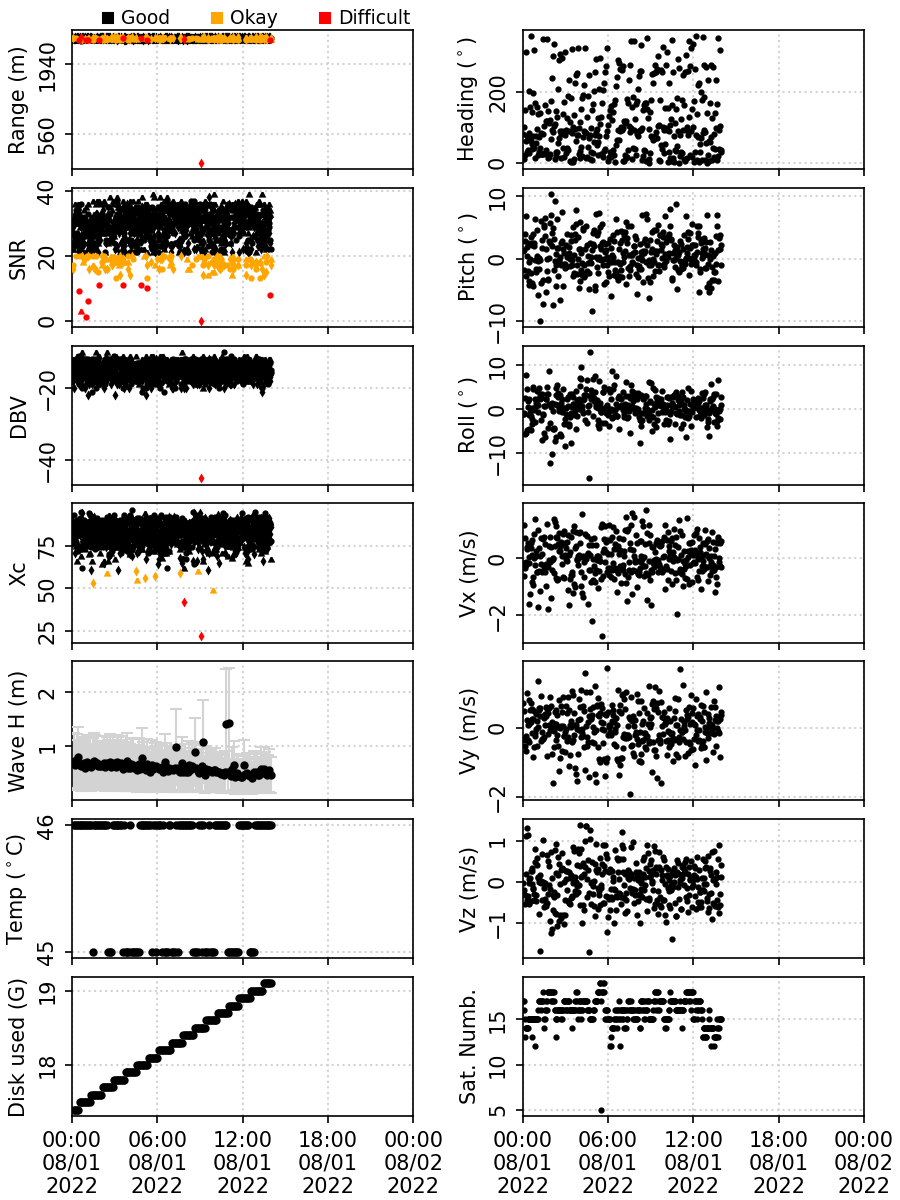 Good Okay Difficult
Range (m)
1940
560
Heading (°)
200
0
SNR
40
20
0
Pitch (°)
10
0
−10
DBV
−20
−40
Roll (°)
10
0
−10
Xc
75
50
25
Vx (m/s)
0
−2
Wave H (m)
2
1
Vy (m/s)
0
−2
Temp (°C)
46
45
Vz (m/s)
1
0
−1
Disk used (G)
19
18
Sat. Numb.
15
10
5
00:00 06:00 12:00 18:00 00:00
08/01 08/01 08/01 08/01 08/02
2022 2022 2022 2022 2022
00:00 06:00 12:00 18:00 00:00
08/01 08/01 08/01 08/01 08/02
2022 2022 2022 2022 2022